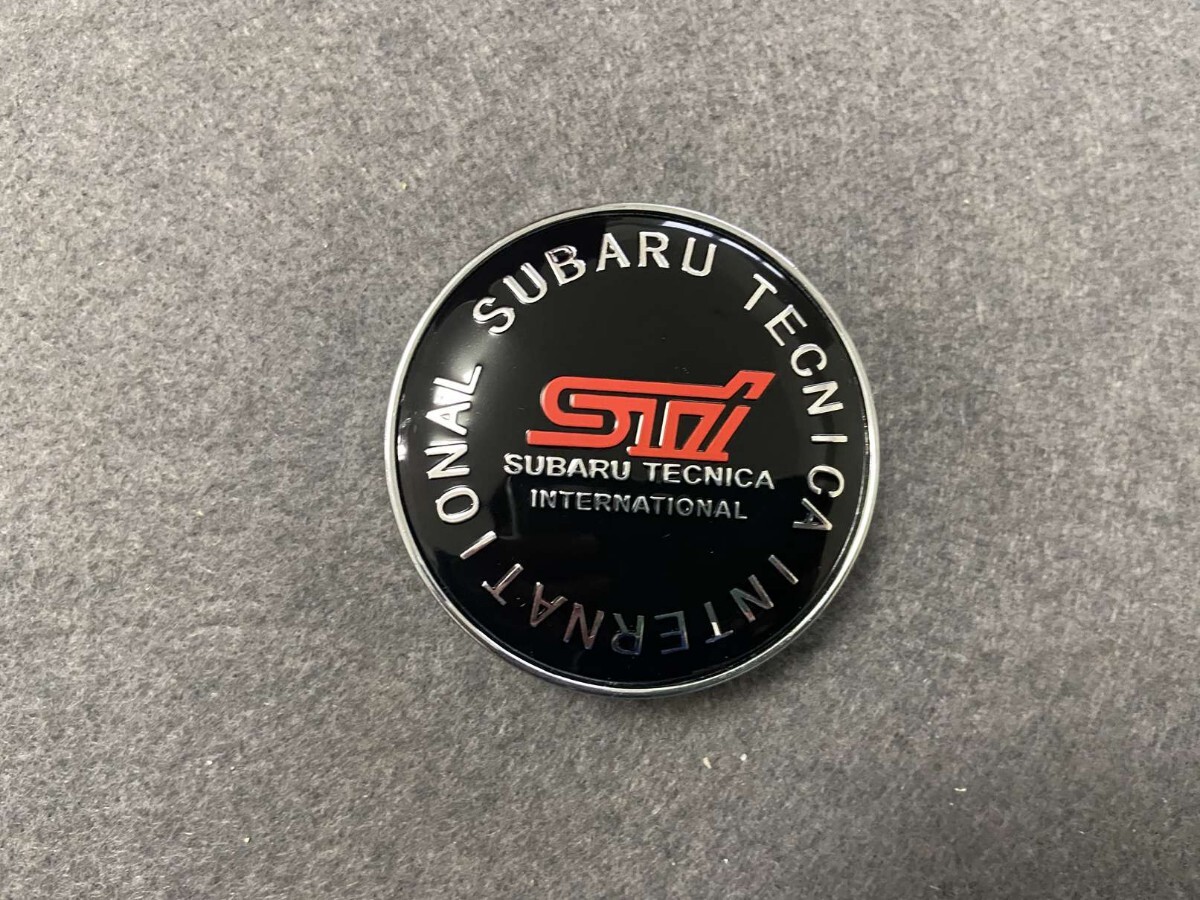 SUBARU TECNICA INTERNATIONAL
STi
SUBARU TECNICA
INTERNATIONAL